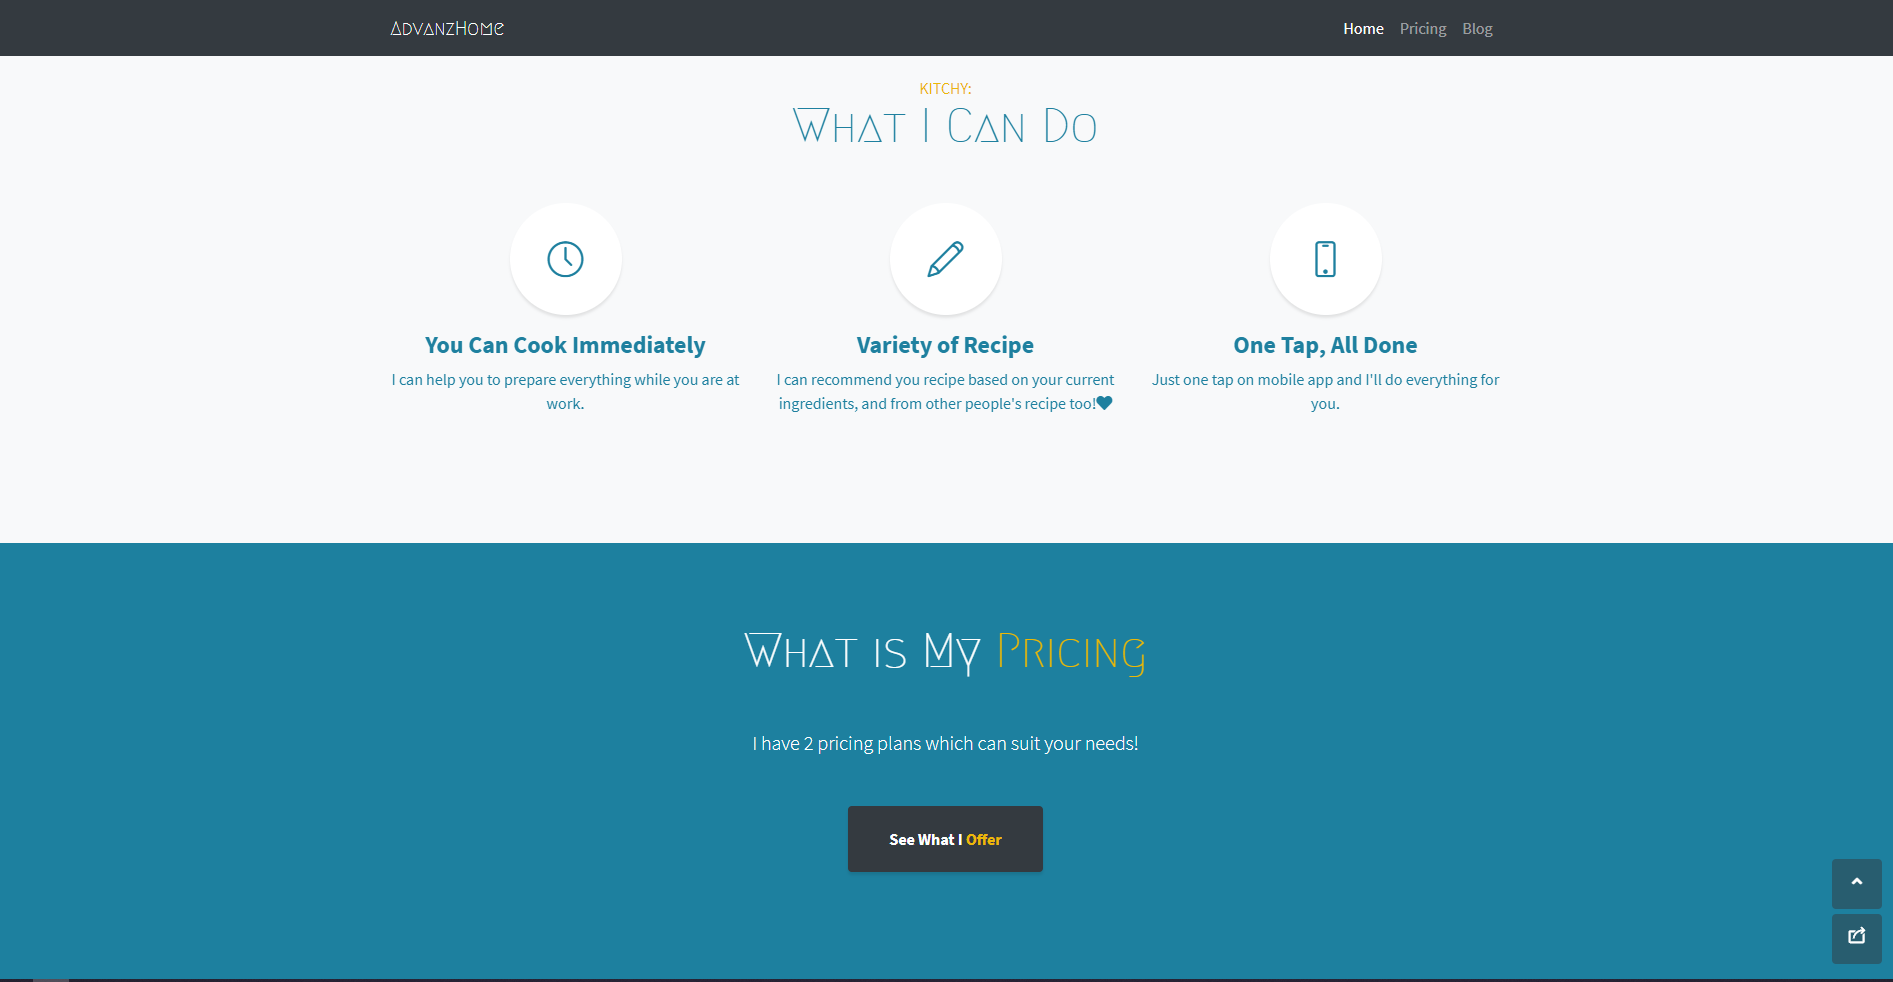 AdvanzHome
Home Pricing Blog
KITCHY:
What I Can Do
You Can Cook Immediately
I can help you to prepare everything while you are at
work.
Variety of Recipe
I can recommend you recipe based on your current
ingredients, and from other people's recipe too!
One Tap, All Done
Just one tap on mobile app and I'll do everything for
you.
What is My Pricing
I have 2 pricing plans which can suit your needs!
See What I Offer